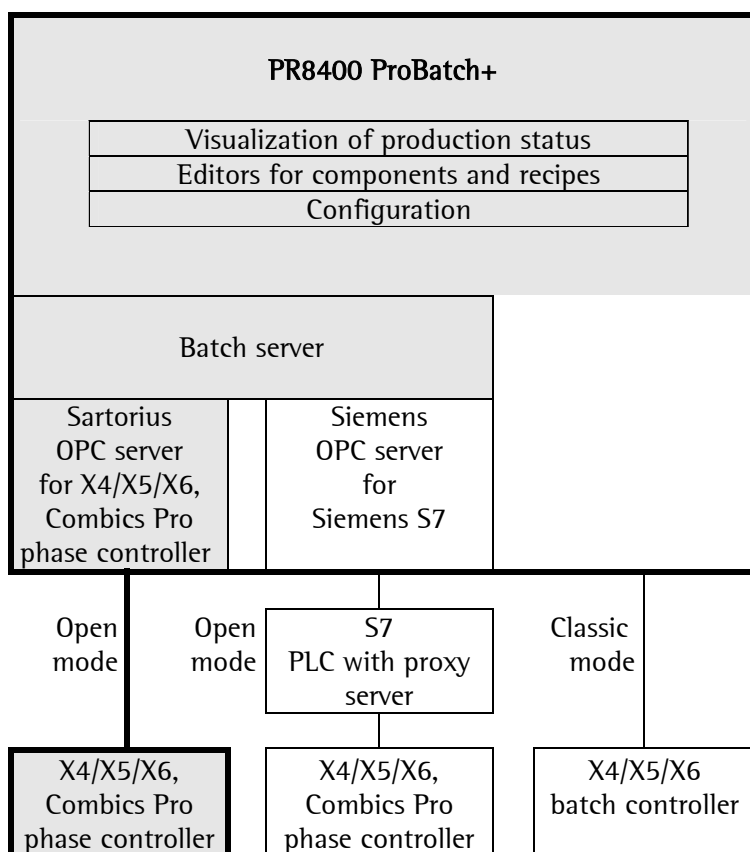 PR8400 ProBatch+
Visualization of production status
Editors for components and recipes
Configuration
Batch server
Sartorius
OPC server
for X4/X5/X6,
Combics Pro
phase controller
Siemens
OPC server
for
Siemens S7
Open
mode
Open
mode
S7
PLC with proxy
server
Classic
mode
X4/X5/X6,
Combics Pro
phase controller
X4/X5/X6,
Combics Pro
phase controller
X4/X5/X6
batch controller